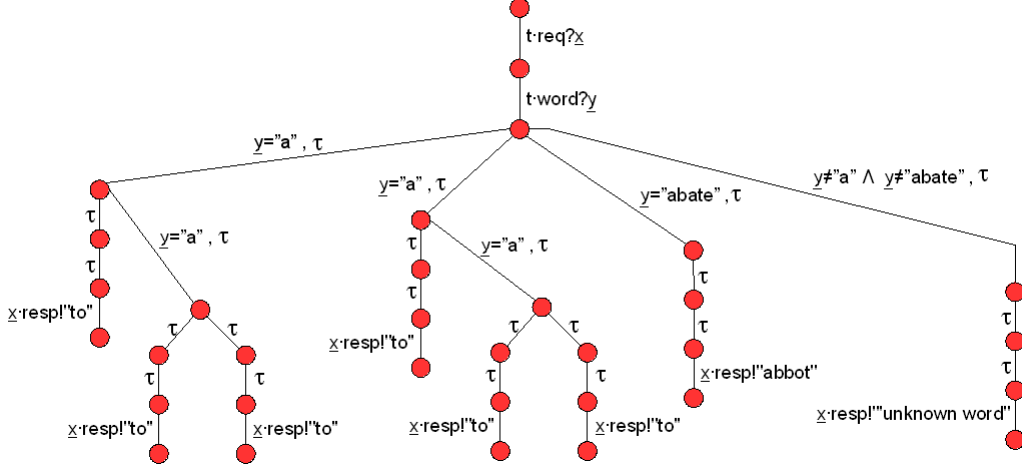 t·req?x
t·word?y
y="a" , τ
y="a" , τ
y="abate", τ
y≠"a" ∧ y≠"abate" , τ
τ
y="a" , τ
τ
y="a" , τ
τ
τ
τ
τ
τ
x·resp!"to"
τ
τ
x·resp!"to"
τ
τ
τ
τ
τ
τ
τ
τ
x·resp!"abbot"
x·resp!"unknown word"
x·resp!"to"
x·resp!"to"
x·resp!"to"
x·resp!"to"